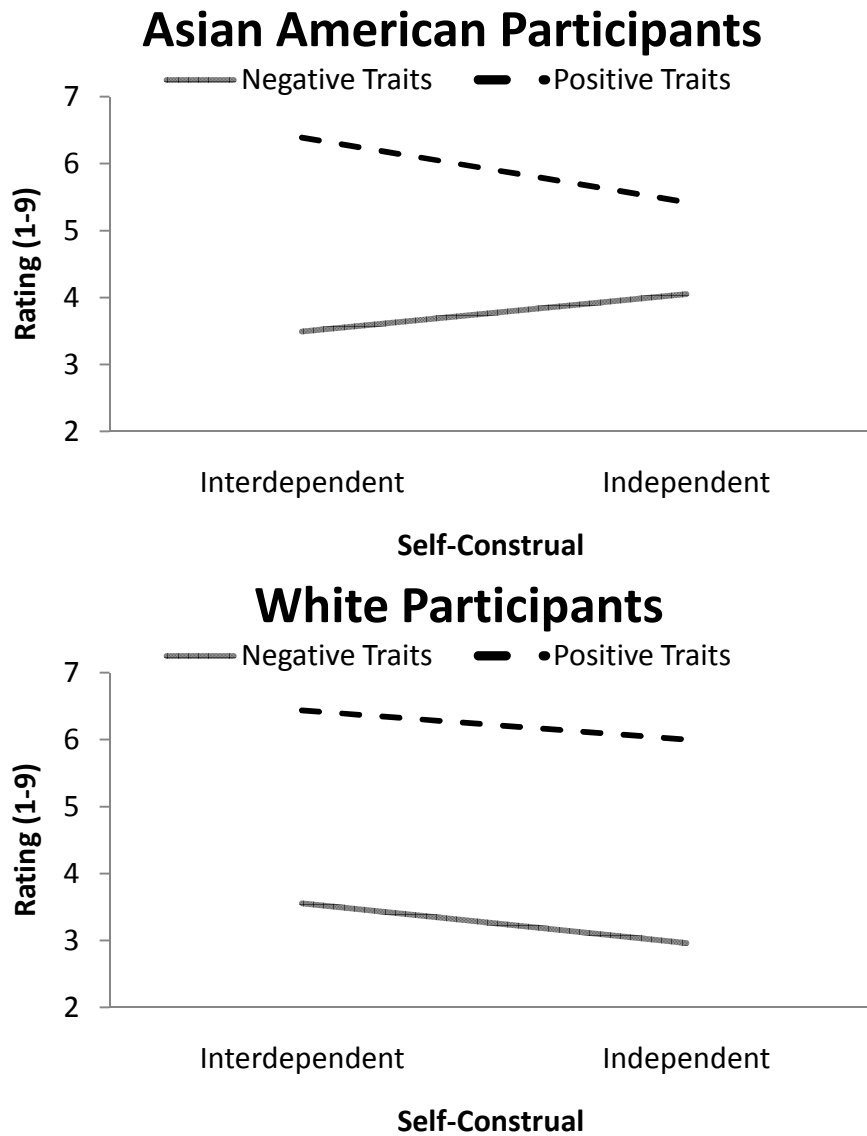 Asian American Participants
Negative Traits Positive Traits
7
6
5
4
3
2
Rating (1-9)
Interdependent Independent
Self-Construal
White Participants
Negative Traits Positive Traits
7
6
5
4
3
2
Rating (1-9)
Interdependent Independent
Self-Construal